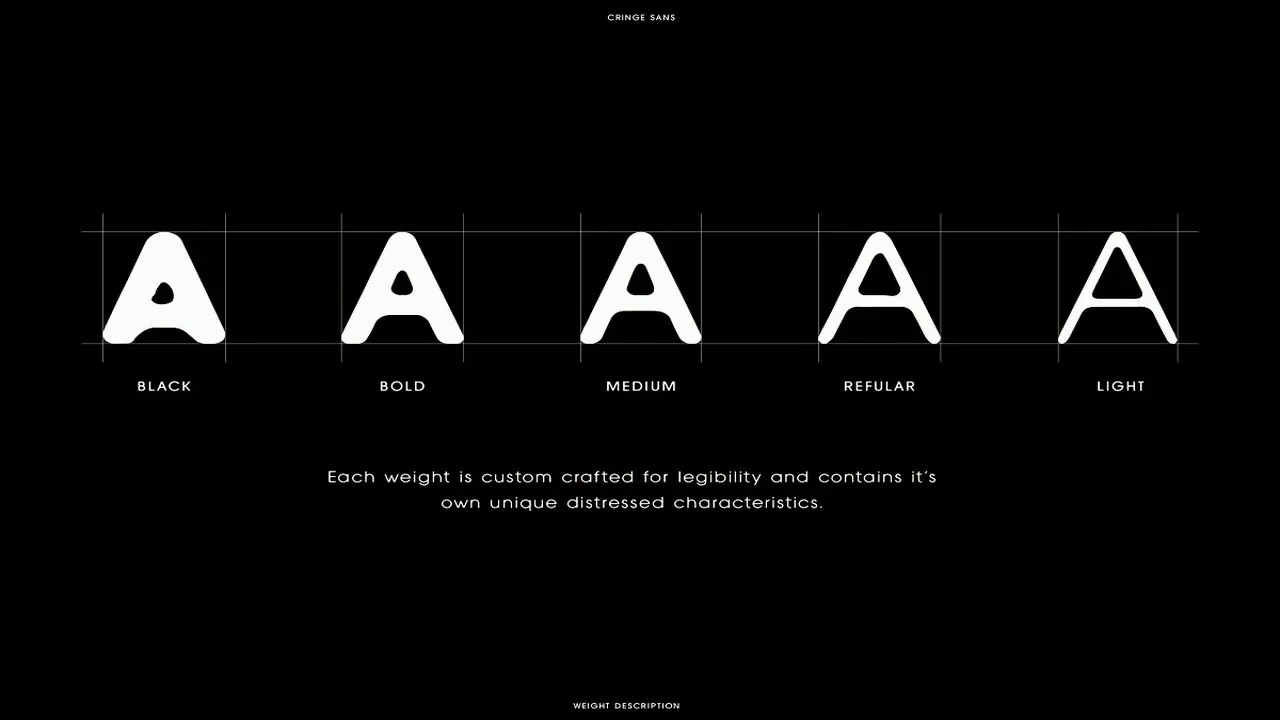 CRINGE SANS
A A A A A
BLACK BOLD MEDIUM REFULAR LIGHT
Each weight is custom crafted for legibility and contains it’s
own unique distressed characteristics.
WEIGHT DESCRIPTION